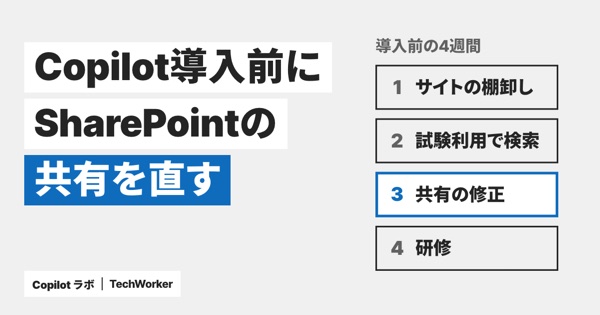 Copilot導入前に
SharePointの
共有を直す
導入前の4週間
1 サイトの棚卸し
2 試験利用で検索
3 共有の修正
4 研修
Copilot ラボ | TechWorker